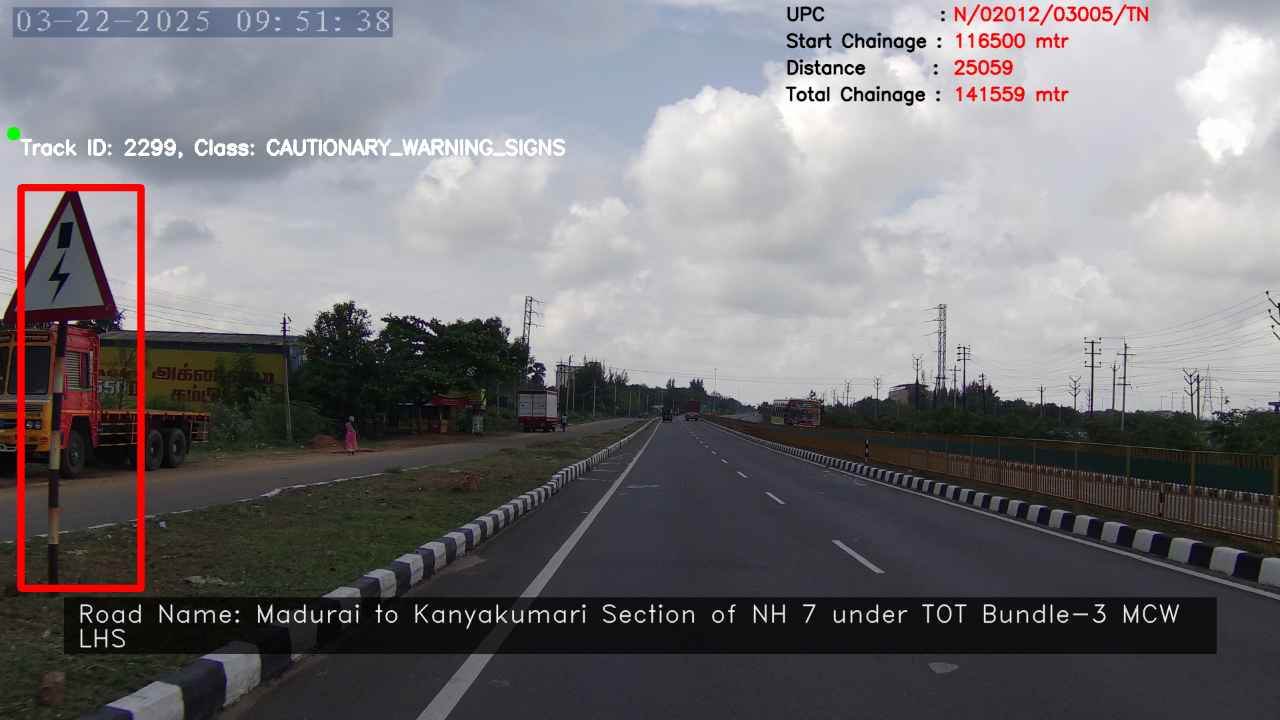 03-22-2025 09:51:38
UPC : N/02012/03005/TN
Start Chainage : 116500 mtr
Distance : 25059
Total Chainage : 141559 mtr
Track ID: 2299, Class: CAUTIONARY_WARNING_SIGNS
Road Name: Madurai to Kanyakumari Section of NH 7 under TOT Bundle-3 MCW
LHS